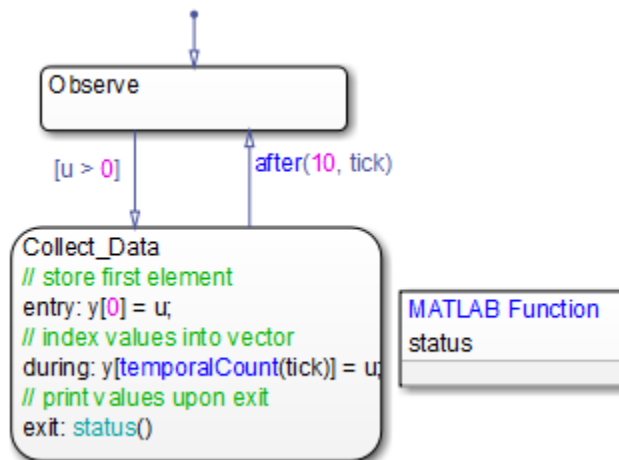 Observe
[u > 0]
after(10, tick)
Collect_Data
// store first element
entry: y[0] = u;
// index values into vector
during: y[temporalCount(tick)] = u;
// print values upon exit
exit: status()
MATLAB Function
status